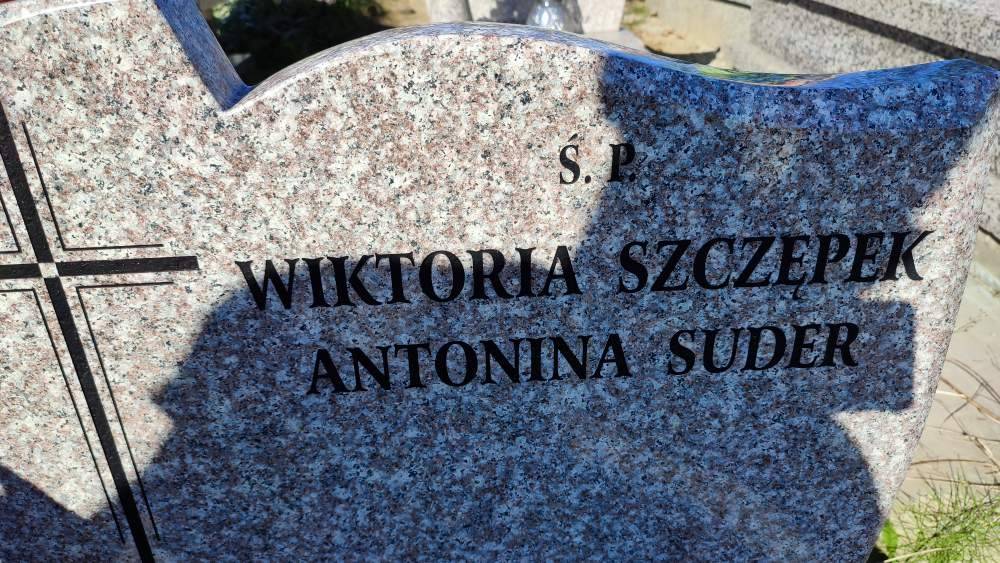 Ś. P.
WIKTORIA SZCZĘPEK
ANTONINA SUDER